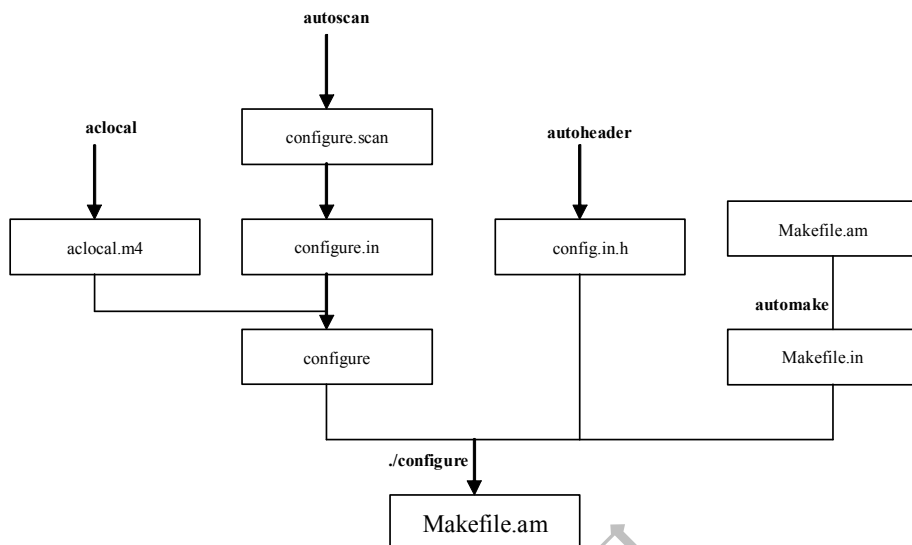 autoscan
aclocal
configure.scan
autoheader
aclocal.m4
configure.in
config.in.h
Makefile.am
automake
configure
Makefile.in
./configure
Makefile.am